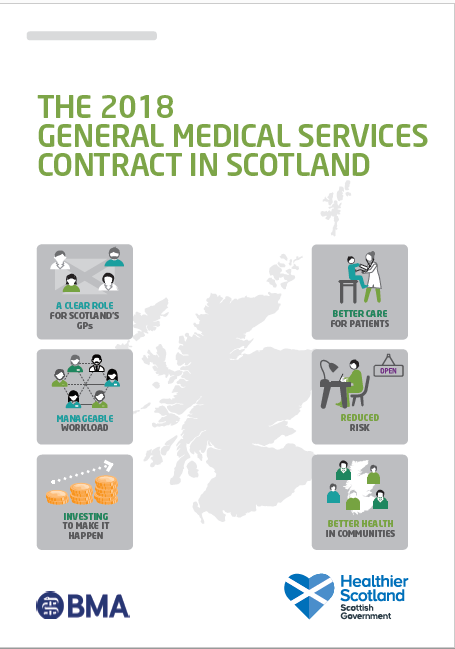 THE 2018
GENERAL MEDICAL SERVICES
CONTRACT IN SCOTLAND
A CLEAR ROLE
FOR SCOTLAND'S
GPs
MANAGEABLE
WORKLOAD
INVESTING
TO MAKE IT
HAPPEN
BETTER CARE
FOR PATIENTS
OPEN
REDUCED
RISK
BETTER HEALTH
IN COMMUNITIES
BMA
Healthier
Scotland
Scottish
Government